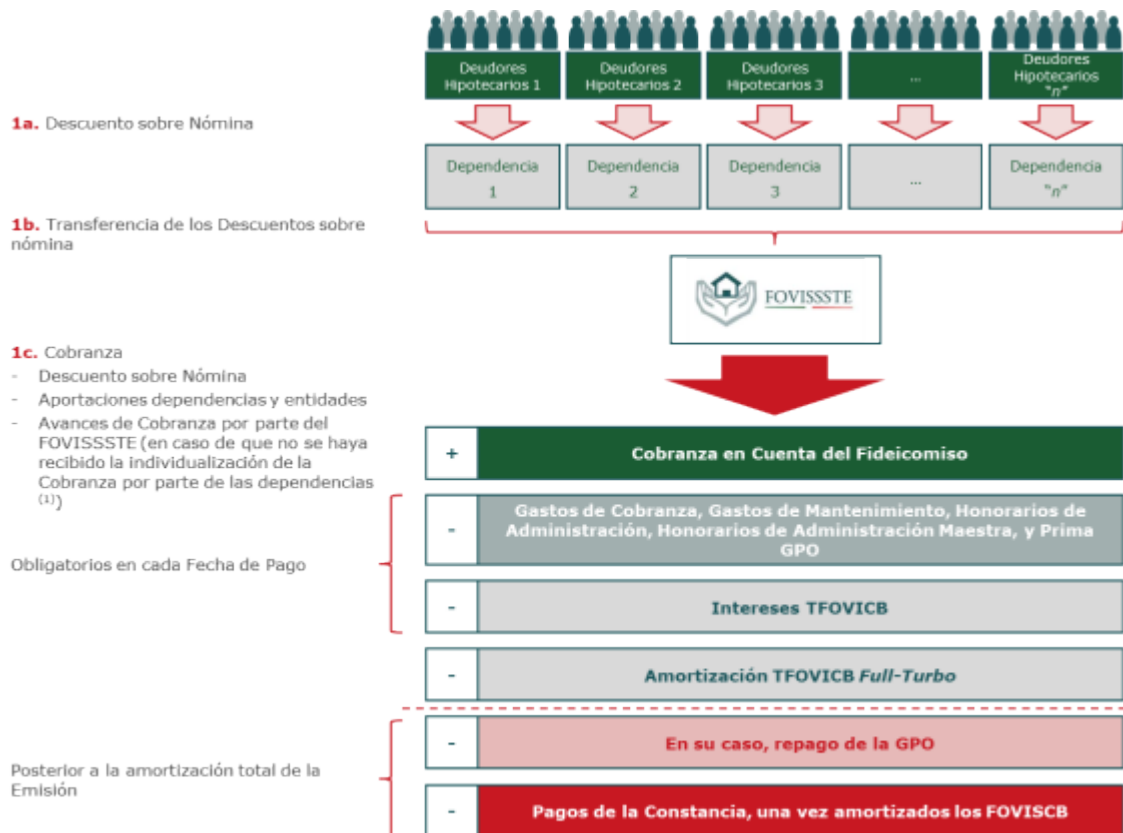 Deudores
Hipotecarios 1
Deudores
Hipotecarios 2
Deudores
Hipotecarios 3
...
Deudores
Hipotecarios
"n"
1a. Descuento sobre Nómina
Dependencia
1
Dependencia
2
Dependencia
3
...
Dependencia
"n"
1b. Transferencia de los Descuentos sobre
nómina
FOVISSSTE
1c. Cobranza
- Descuento sobre Nómina
- Aportaciones dependencias y entidades
- Avances de Cobranza por parte del
FOVISSSTE (en caso de que no se haya
recibido la individualización de la
Cobranza por parte de las dependencias
(1))
+ Cobranza en Cuenta del Fideicomiso
Obligatorios en cada Fecha de Pago
- Gastos de Cobranza, Gastos de Mantenimiento, Honorarios de
Administración, Honorarios de Administración Maestra, y Prima
GPO
- Intereses TFOVICB
- Amortización TFOVICB Full-Turbo
Posterior a la amortización total de la
Emisión
- En su caso, repago de la GPO
- Pagos de la Constancia, una vez amortizados los FOVISCB